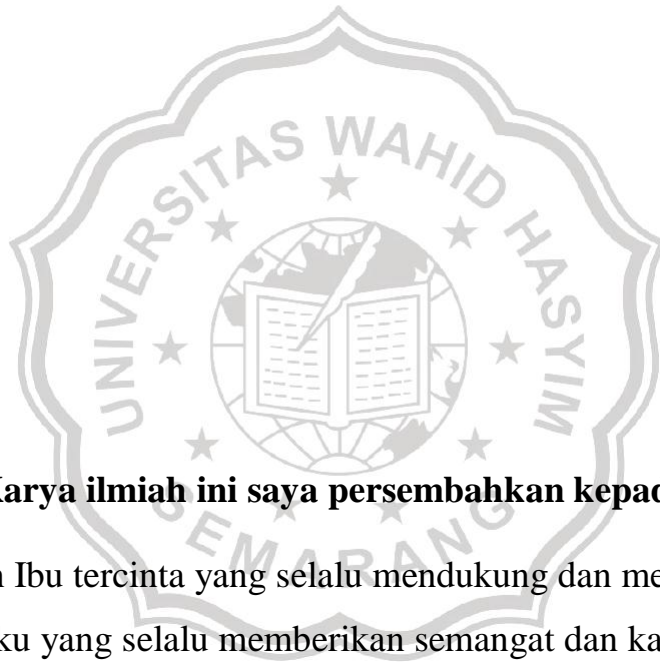 UNIVERSITAS WAHID HASYIM
SEMARANG
Karya ilmiah ini saya persembahkan kepad
Ibu tercinta yang selalu mendukung dan me
ku yang selalu memberikan semangat dan ka